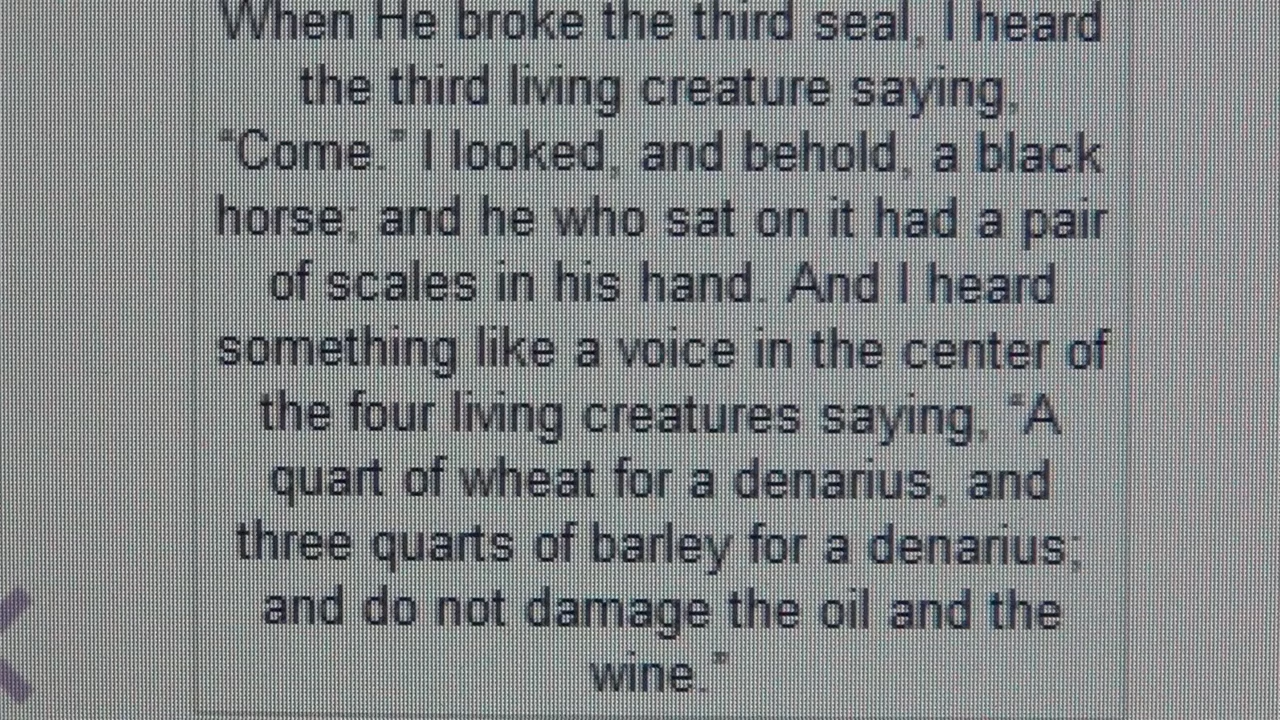 When He broke the third seal, I heard
the third living creature saying,
“Come.” I looked, and behold, a black
horse; and he who sat on it had a pair
of scales in his hand. And I heard
something like a voice in the center of
the four living creatures saying, “A
quart of wheat for a denarius, and
three quarts of barley for a denarius;
and do not damage the oil and the
wine.”